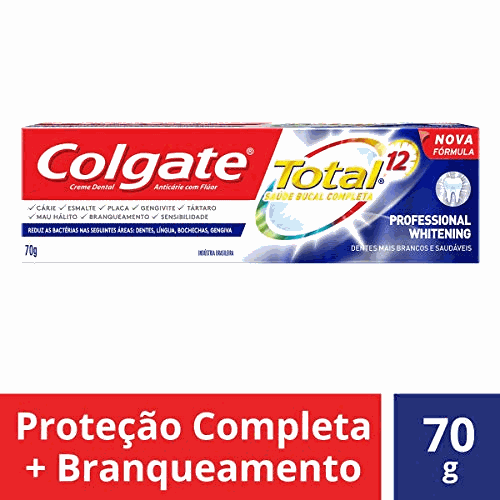 Colgate®
Creme Dental Anticárie com Flúor
✓ CÁRIE ✓ ESMALTE ✓ PLACA ✓ GENGIVITE ✓ TÁRTARO
✓ MAU HÁLITO ✓ BRANQUEAMENTO ✓ SENSIBILIDADE
REDUZ AS BACTÉRIAS NAS SEGUINTES ÁREAS: DENTES, LÍNGUA, BOCHECHAS, GENGIVA
70g
INDÚSTRIA BRASILEIRA
Total®12
SAÚDE BUCAL COMPLETA
NOVA
FÓRMULA
PROFESSIONAL
WHITENING
DENTES MAIS BRANCOS E SAUDÁVEIS
Proteção Completa
+ Branqueamento
70
g